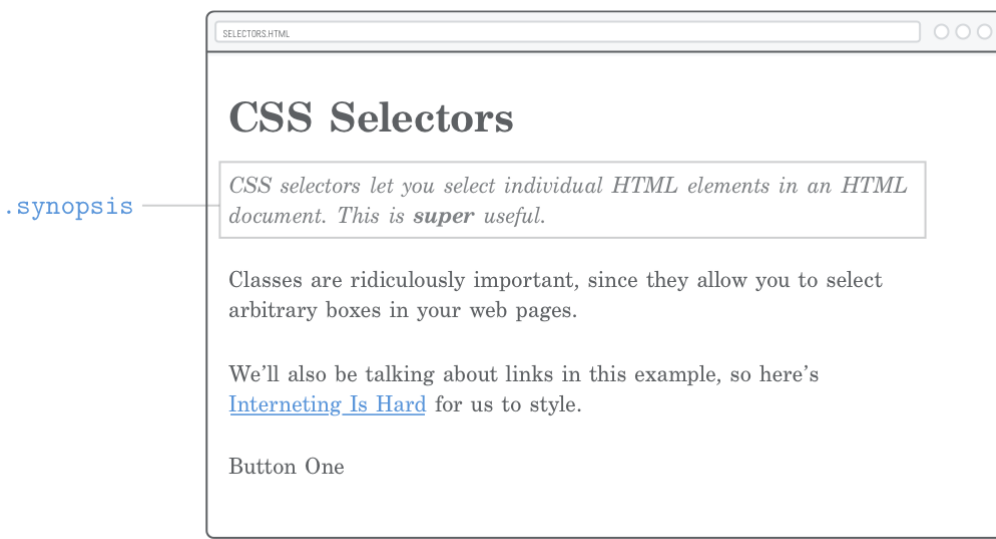 SELECTORS.HTML
CSS Selectors
.synopsis
CSS selectors let you select individual HTML elements in an HTML
document. This is super useful.
Classes are ridiculously important, since they allow you to select
arbitrary boxes in your web pages.
We’ll also be talking about links in this example, so here’s
Interneting Is Hard for us to style.
Button One